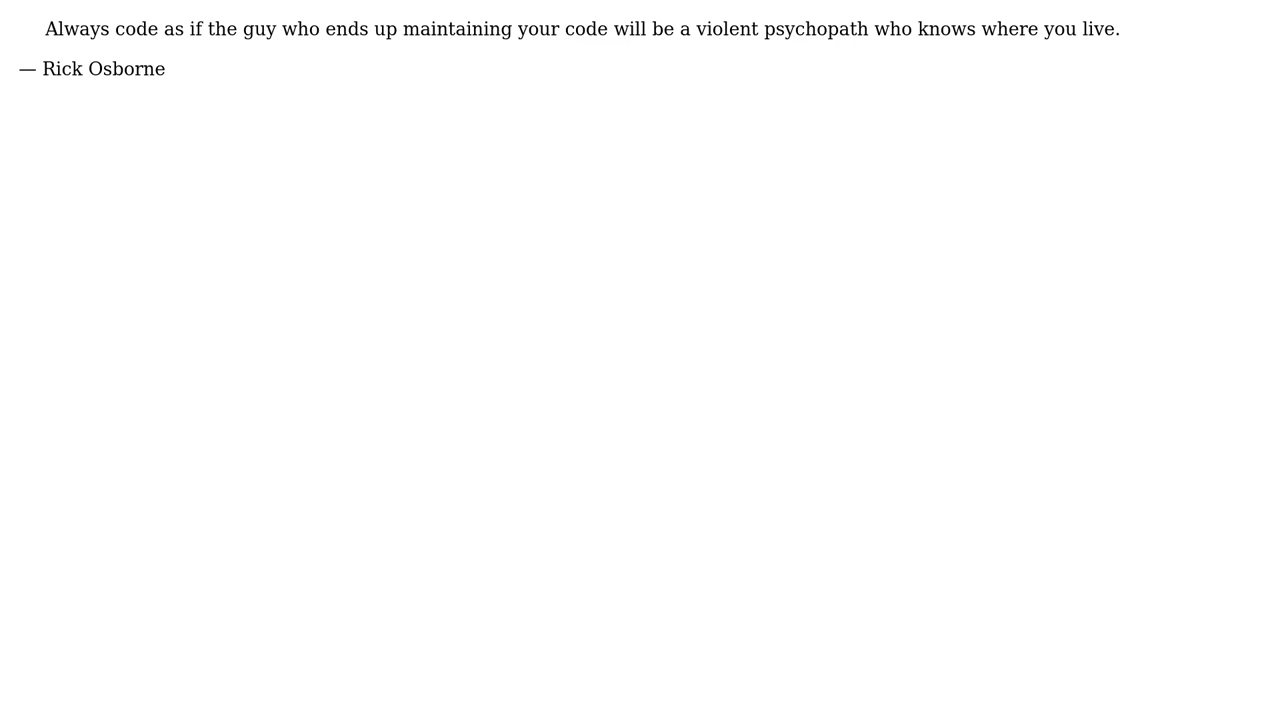 Always code as if the guy who ends up maintaining your code will be a violent psychopath who knows where you live.
— Rick Osborne